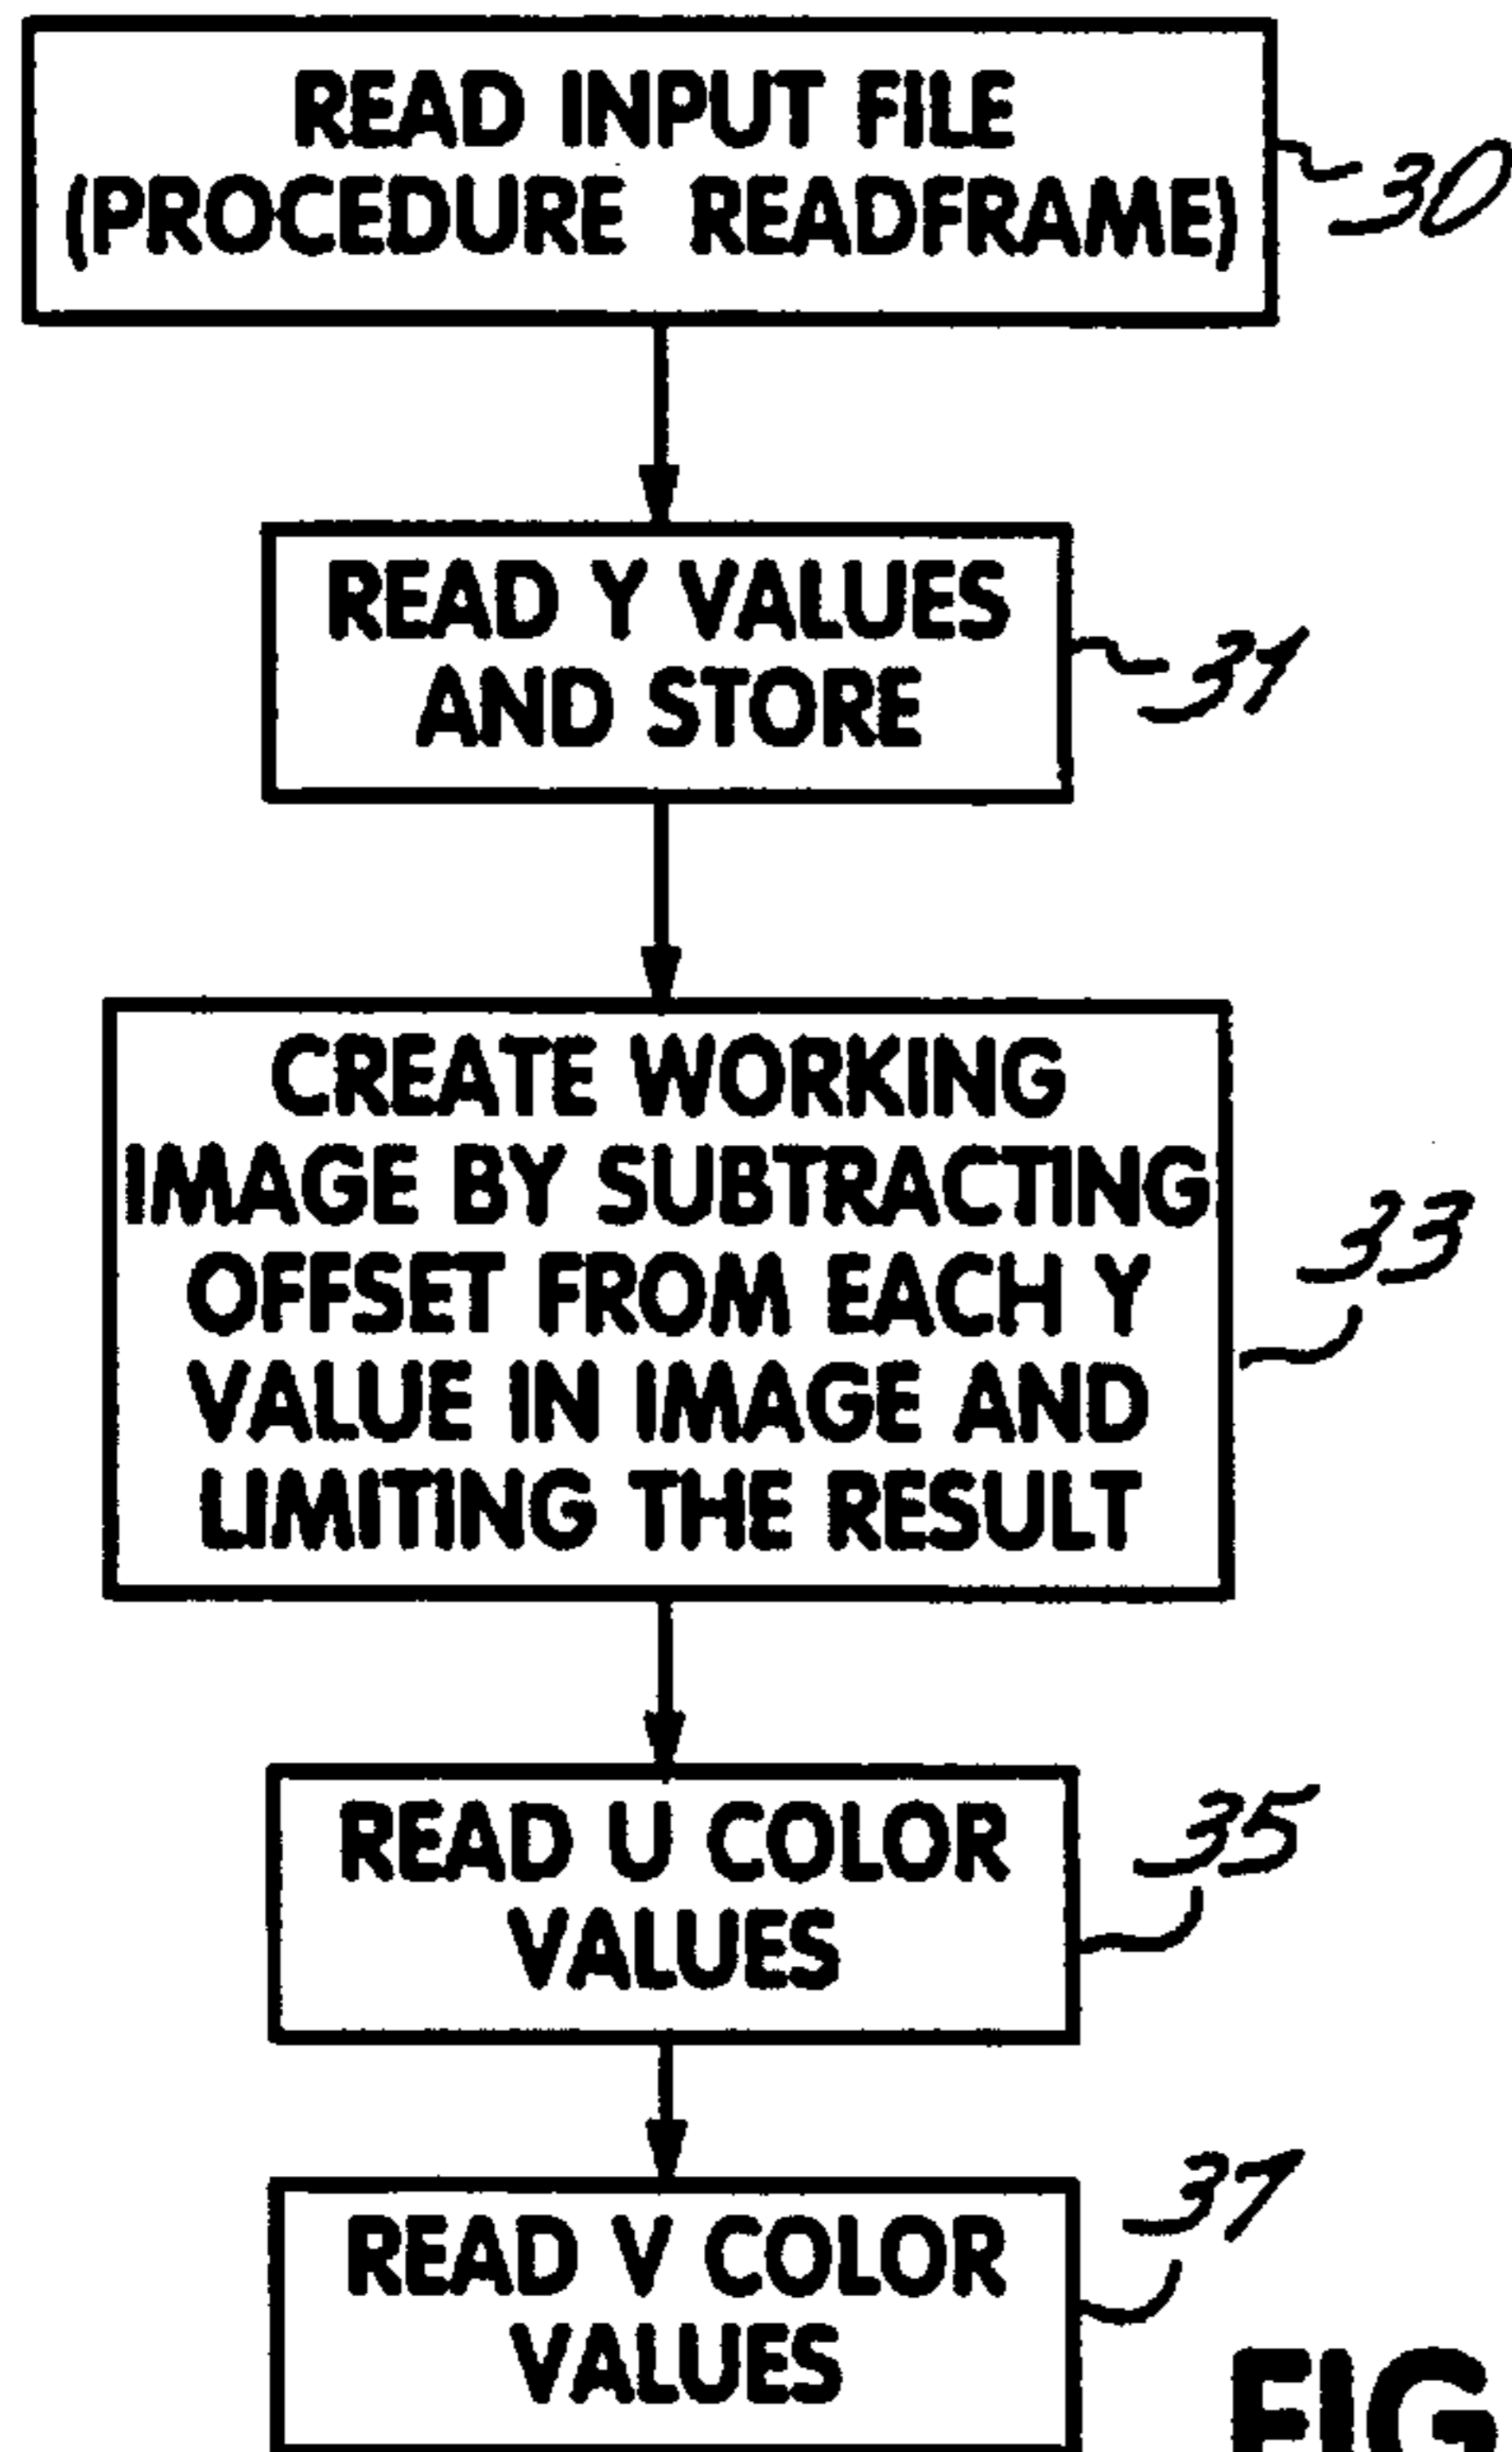 READ INPUT FILE
(PROCEDURE READFRAME)
30
READ Y VALUES
AND STORE
31
CREATE WORKING
IMAGE BY SUBTRACTING
OFFSET FROM EACH Y
VALUE IN IMAGE AND
LIMITING THE RESULT
33
READ U COLOR
VALUES
35
READ V COLOR
VALUES
37
FIG